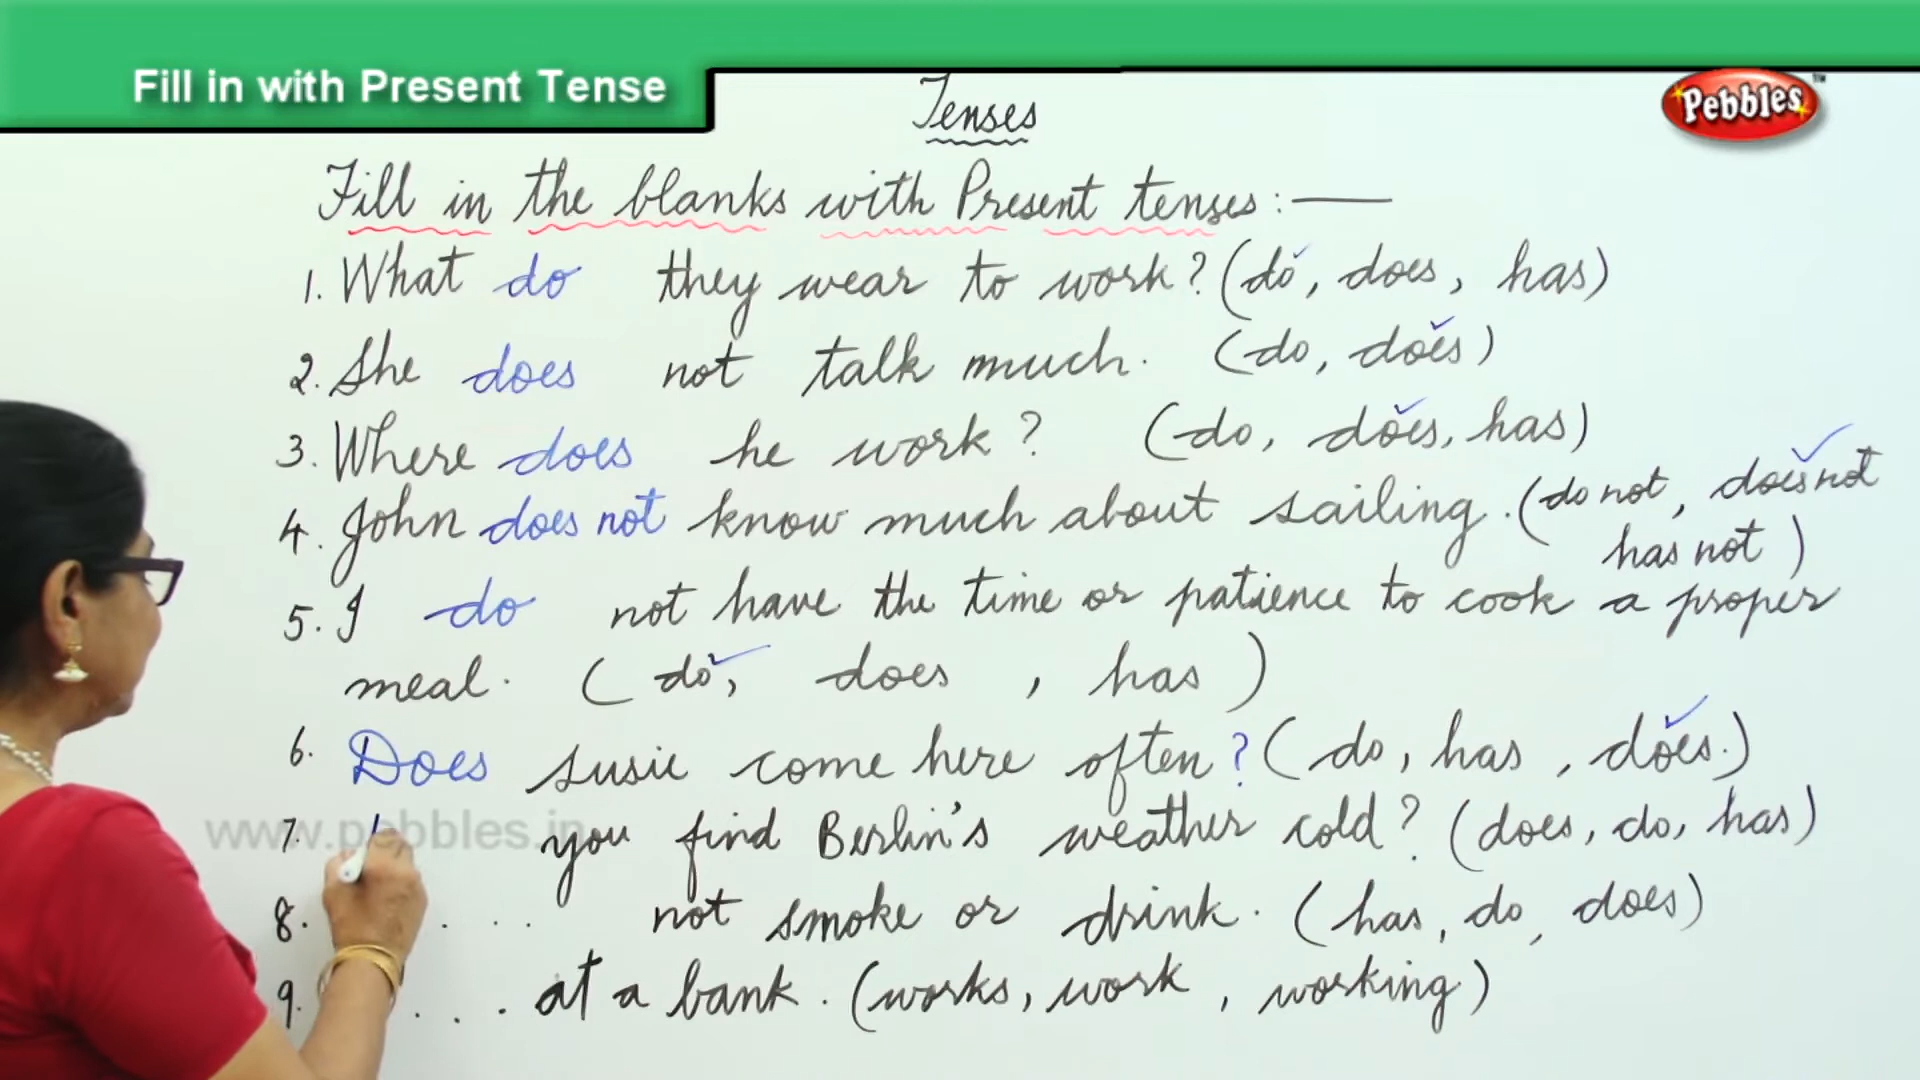 Fill in with Present Tense
Tenses
Pebbles™
Fill in the blanks with Present tenses:—
1. What do they wear to work? (do, does, has)
2. She does not talk much. (do, does)
3. Where does he work? (do, does, has)
4. John does not know much about sailing. (do not, does not
has not)
5. I do not have the time or patience to cook a proper
meal. (do, does, has)
6. Does susie come here often? (do, has, does.)
7. you find Berlin's weather cold? (does, do, has)
www.pebbles.in
8. . . . not smoke or drink. (has, do, does)
9. . . . at a bank. (works, work, working)